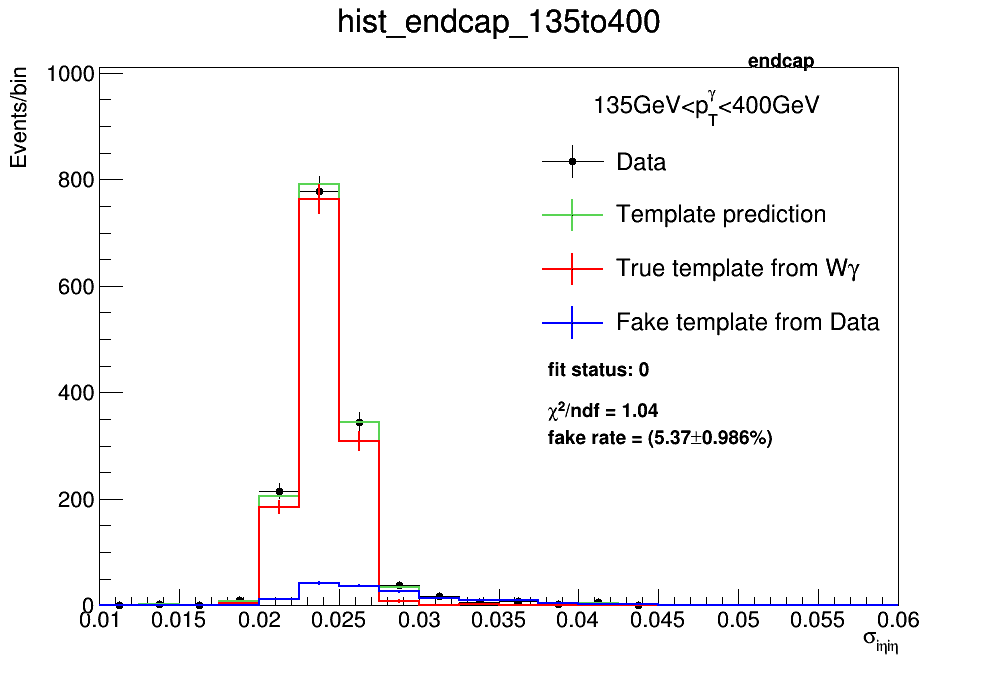 hist_endcap_135to400
endcap
Events/bin
135GeV<p_T^γ<400GeV
Data
Template prediction
True template from Wγ
Fake template from Data
fit status: 0
χ²/ndf = 1.04
fake rate = (5.37±0.986%)
1000
800
600
400
200
0
0.01 0.015 0.02 0.025 0.03 0.035 0.04 0.045 0.05 0.055 0.06
σ_iηiη